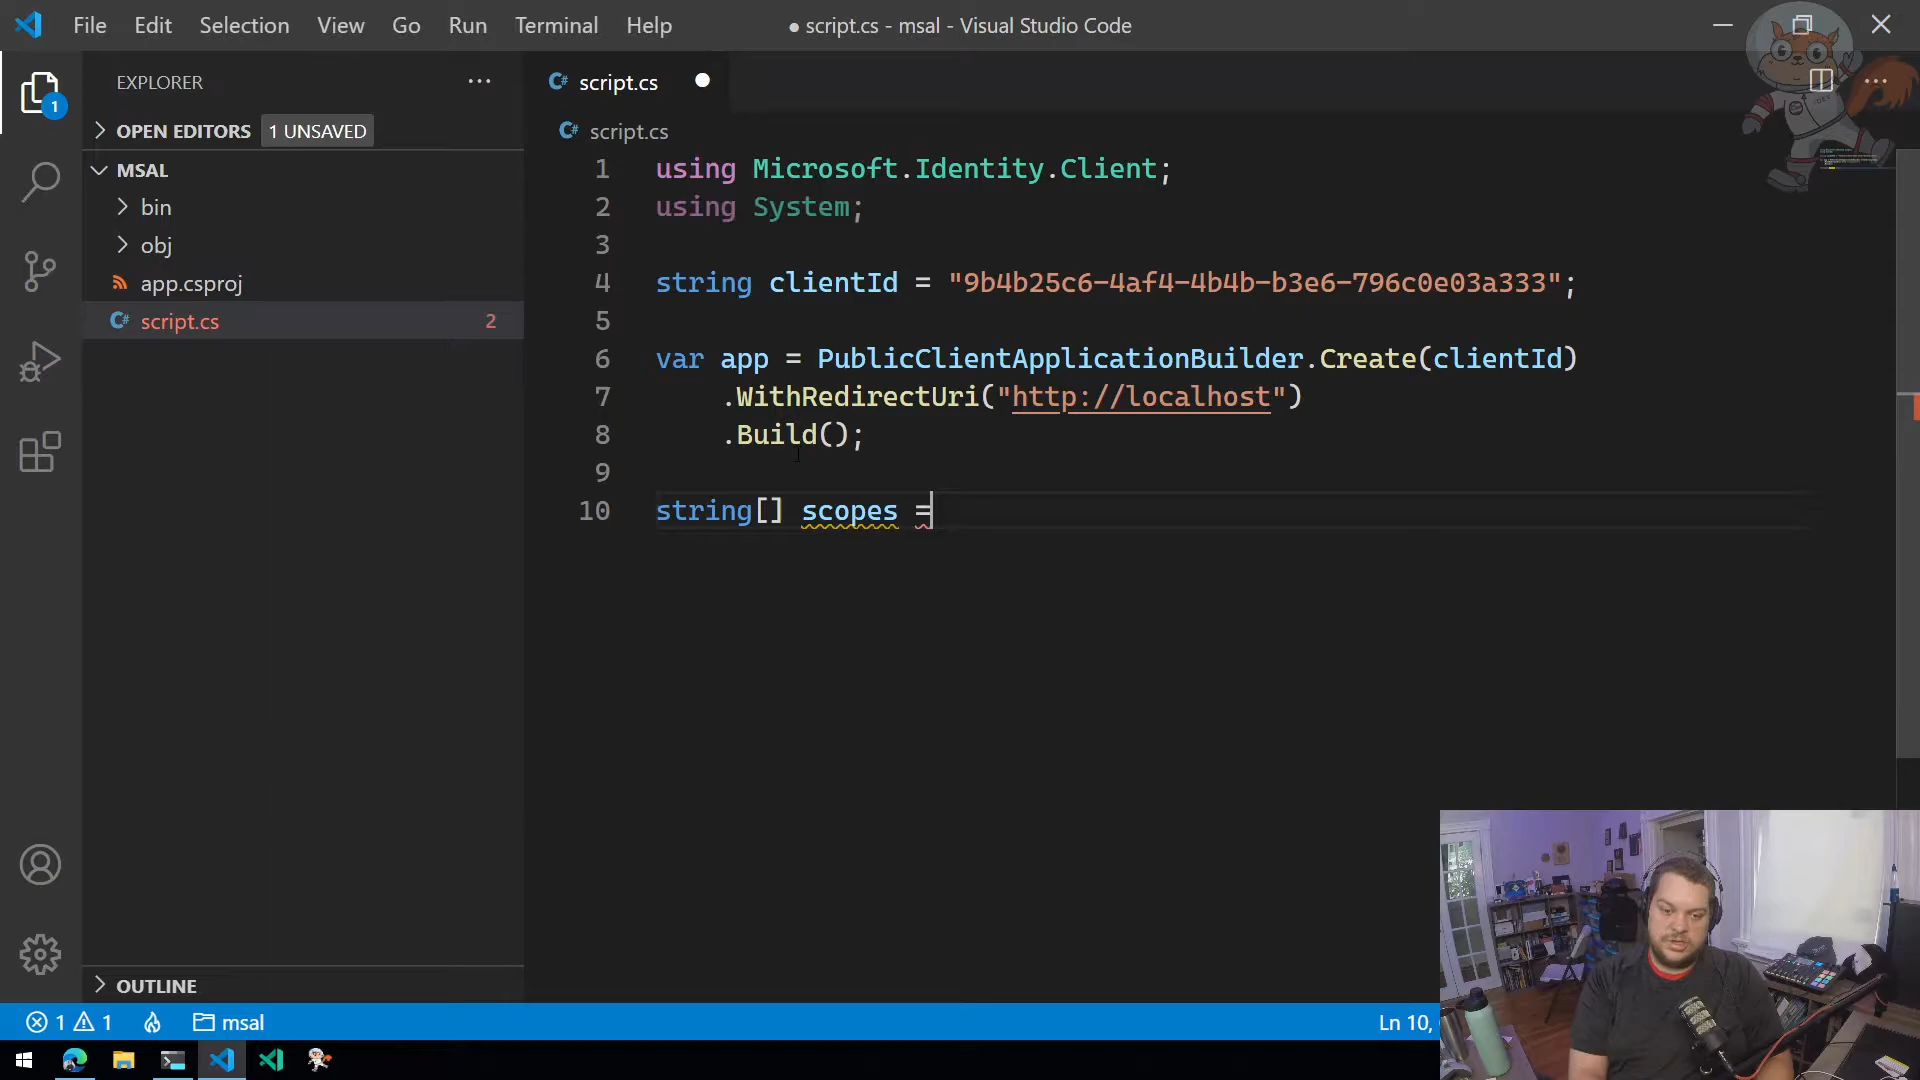 File Edit Selection View Go Run Terminal Help
● script.cs - msal - Visual Studio Code
EXPLORER
1
OPEN EDITORS 1 UNSAVED
MSAL
bin
obj
app.csproj
script.cs 2
OUTLINE
script.cs
script.cs
1 using Microsoft.Identity.Client;
2 using System;
3
4 string clientId = "9b4b25c6-4af4-4b4b-b3e6-796c0e03a333";
5
6 var app = PublicClientApplicationBuilder.Create(clientId)
7 .WithRedirectUri("http://localhost")
8 .Build();
9
10 string[] scopes =
1 1 msal
Ln 10,